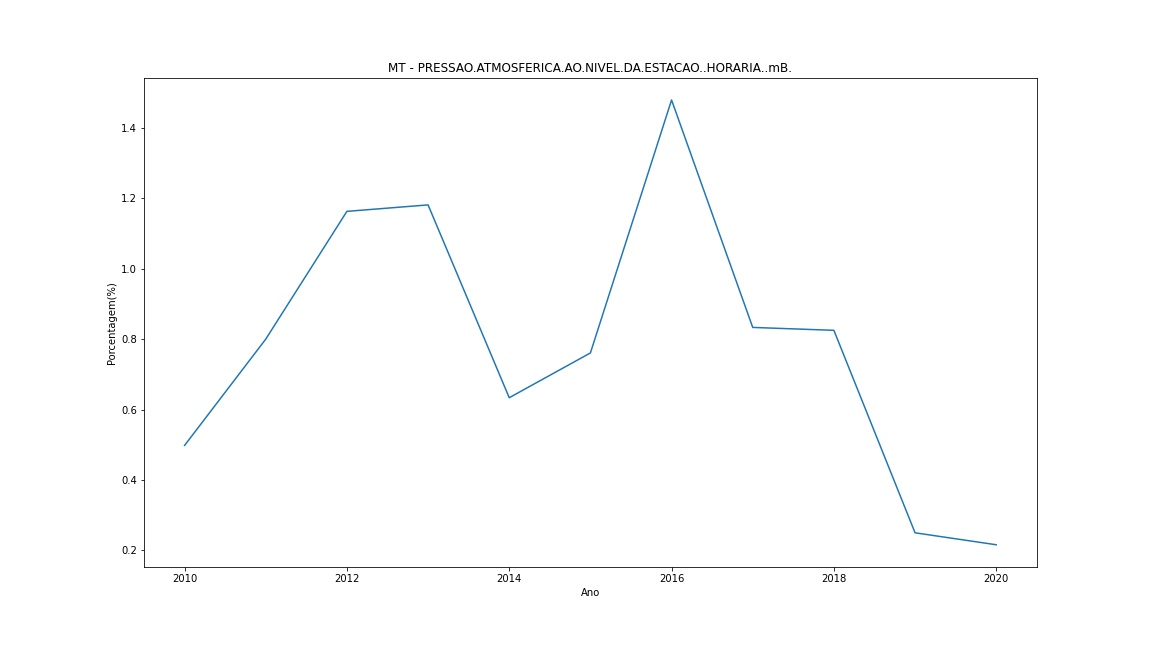 MT - PRESSAO.ATMOSFERICA.AO.NIVEL.DA.ESTACAO..HORARIA..mB.
1.4
1.2
1.0
0.8
0.6
0.4
0.2
Porcentagem(%)
2010 2012 2014 2016 2018 2020
Ano